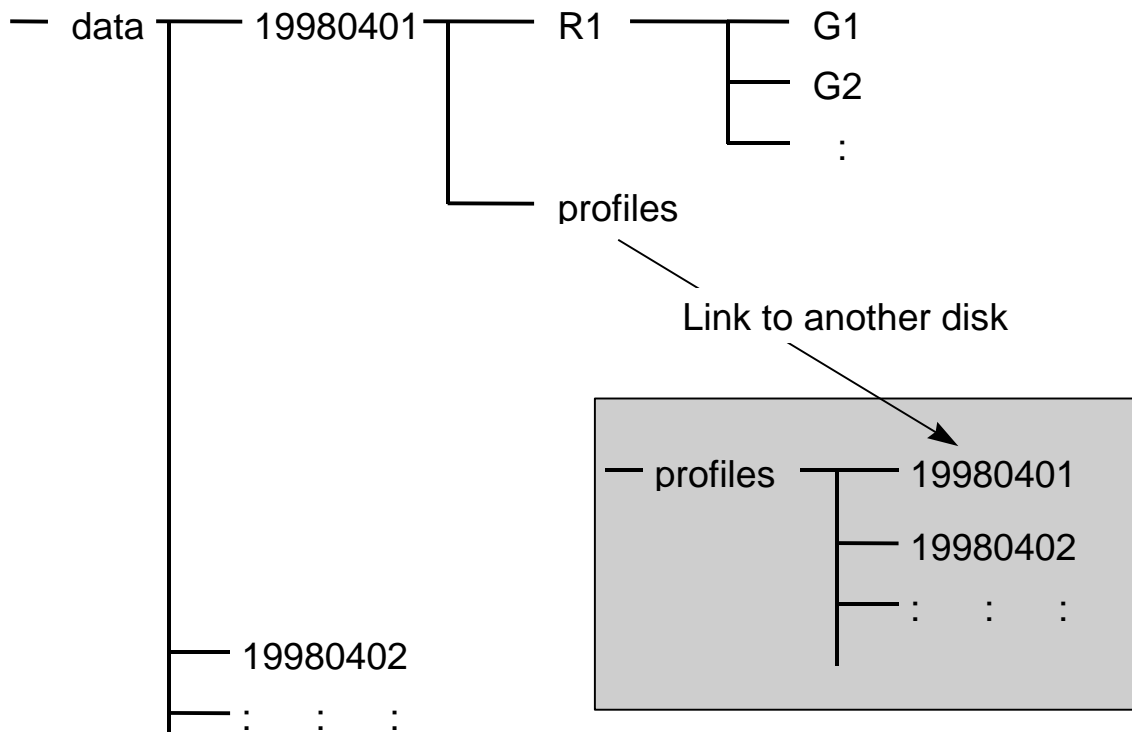 data 19980401 R1 G1
G2
:
profiles
Link to another disk
profiles 19980401
19980402
: : :
19980402
: : :